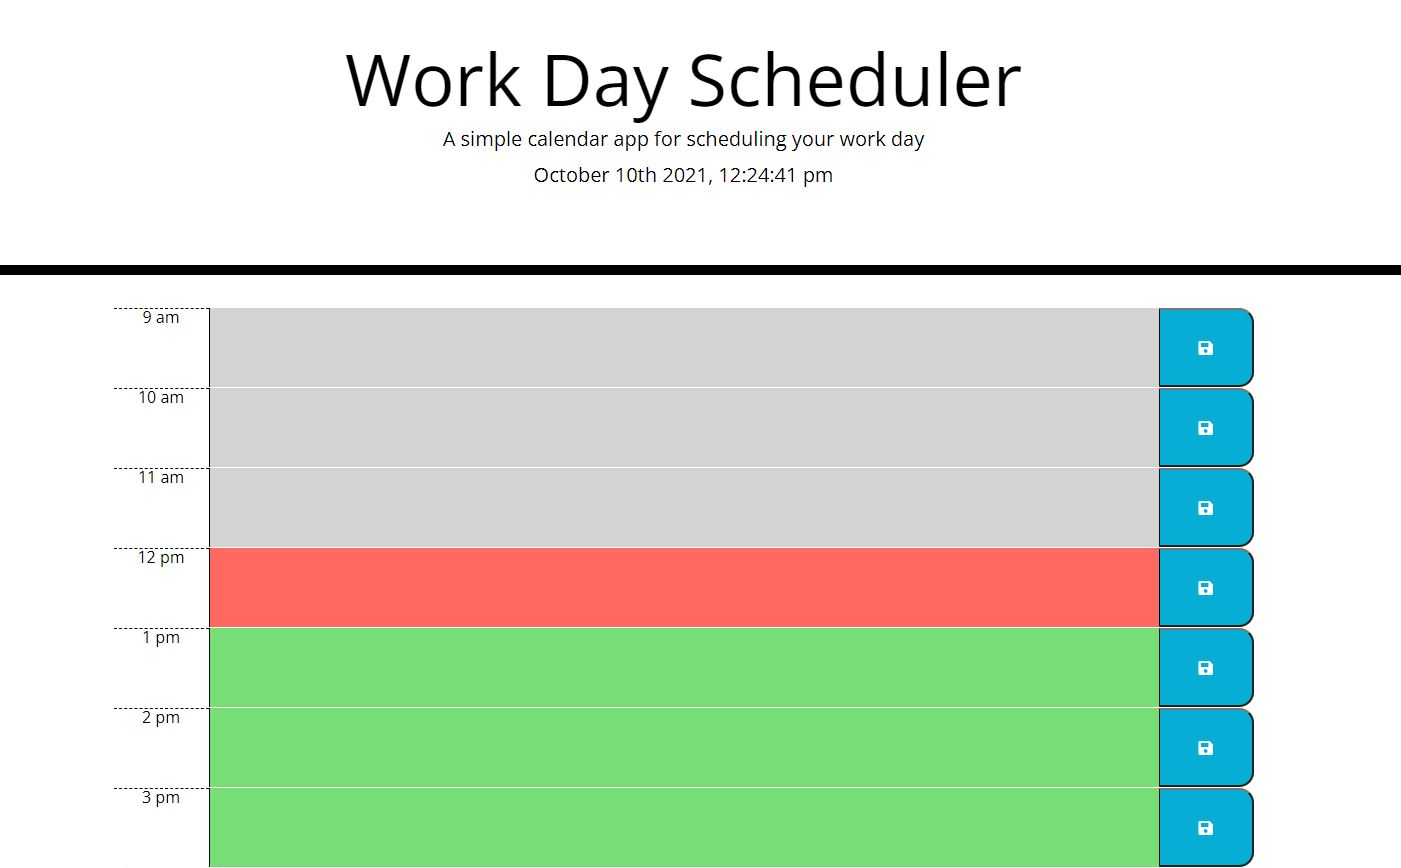 Work Day Scheduler
A simple calendar app for scheduling your work day
October 10th 2021, 12:24:41 pm
9 am
10 am
11 am
12 pm
1 pm
2 pm
3 pm